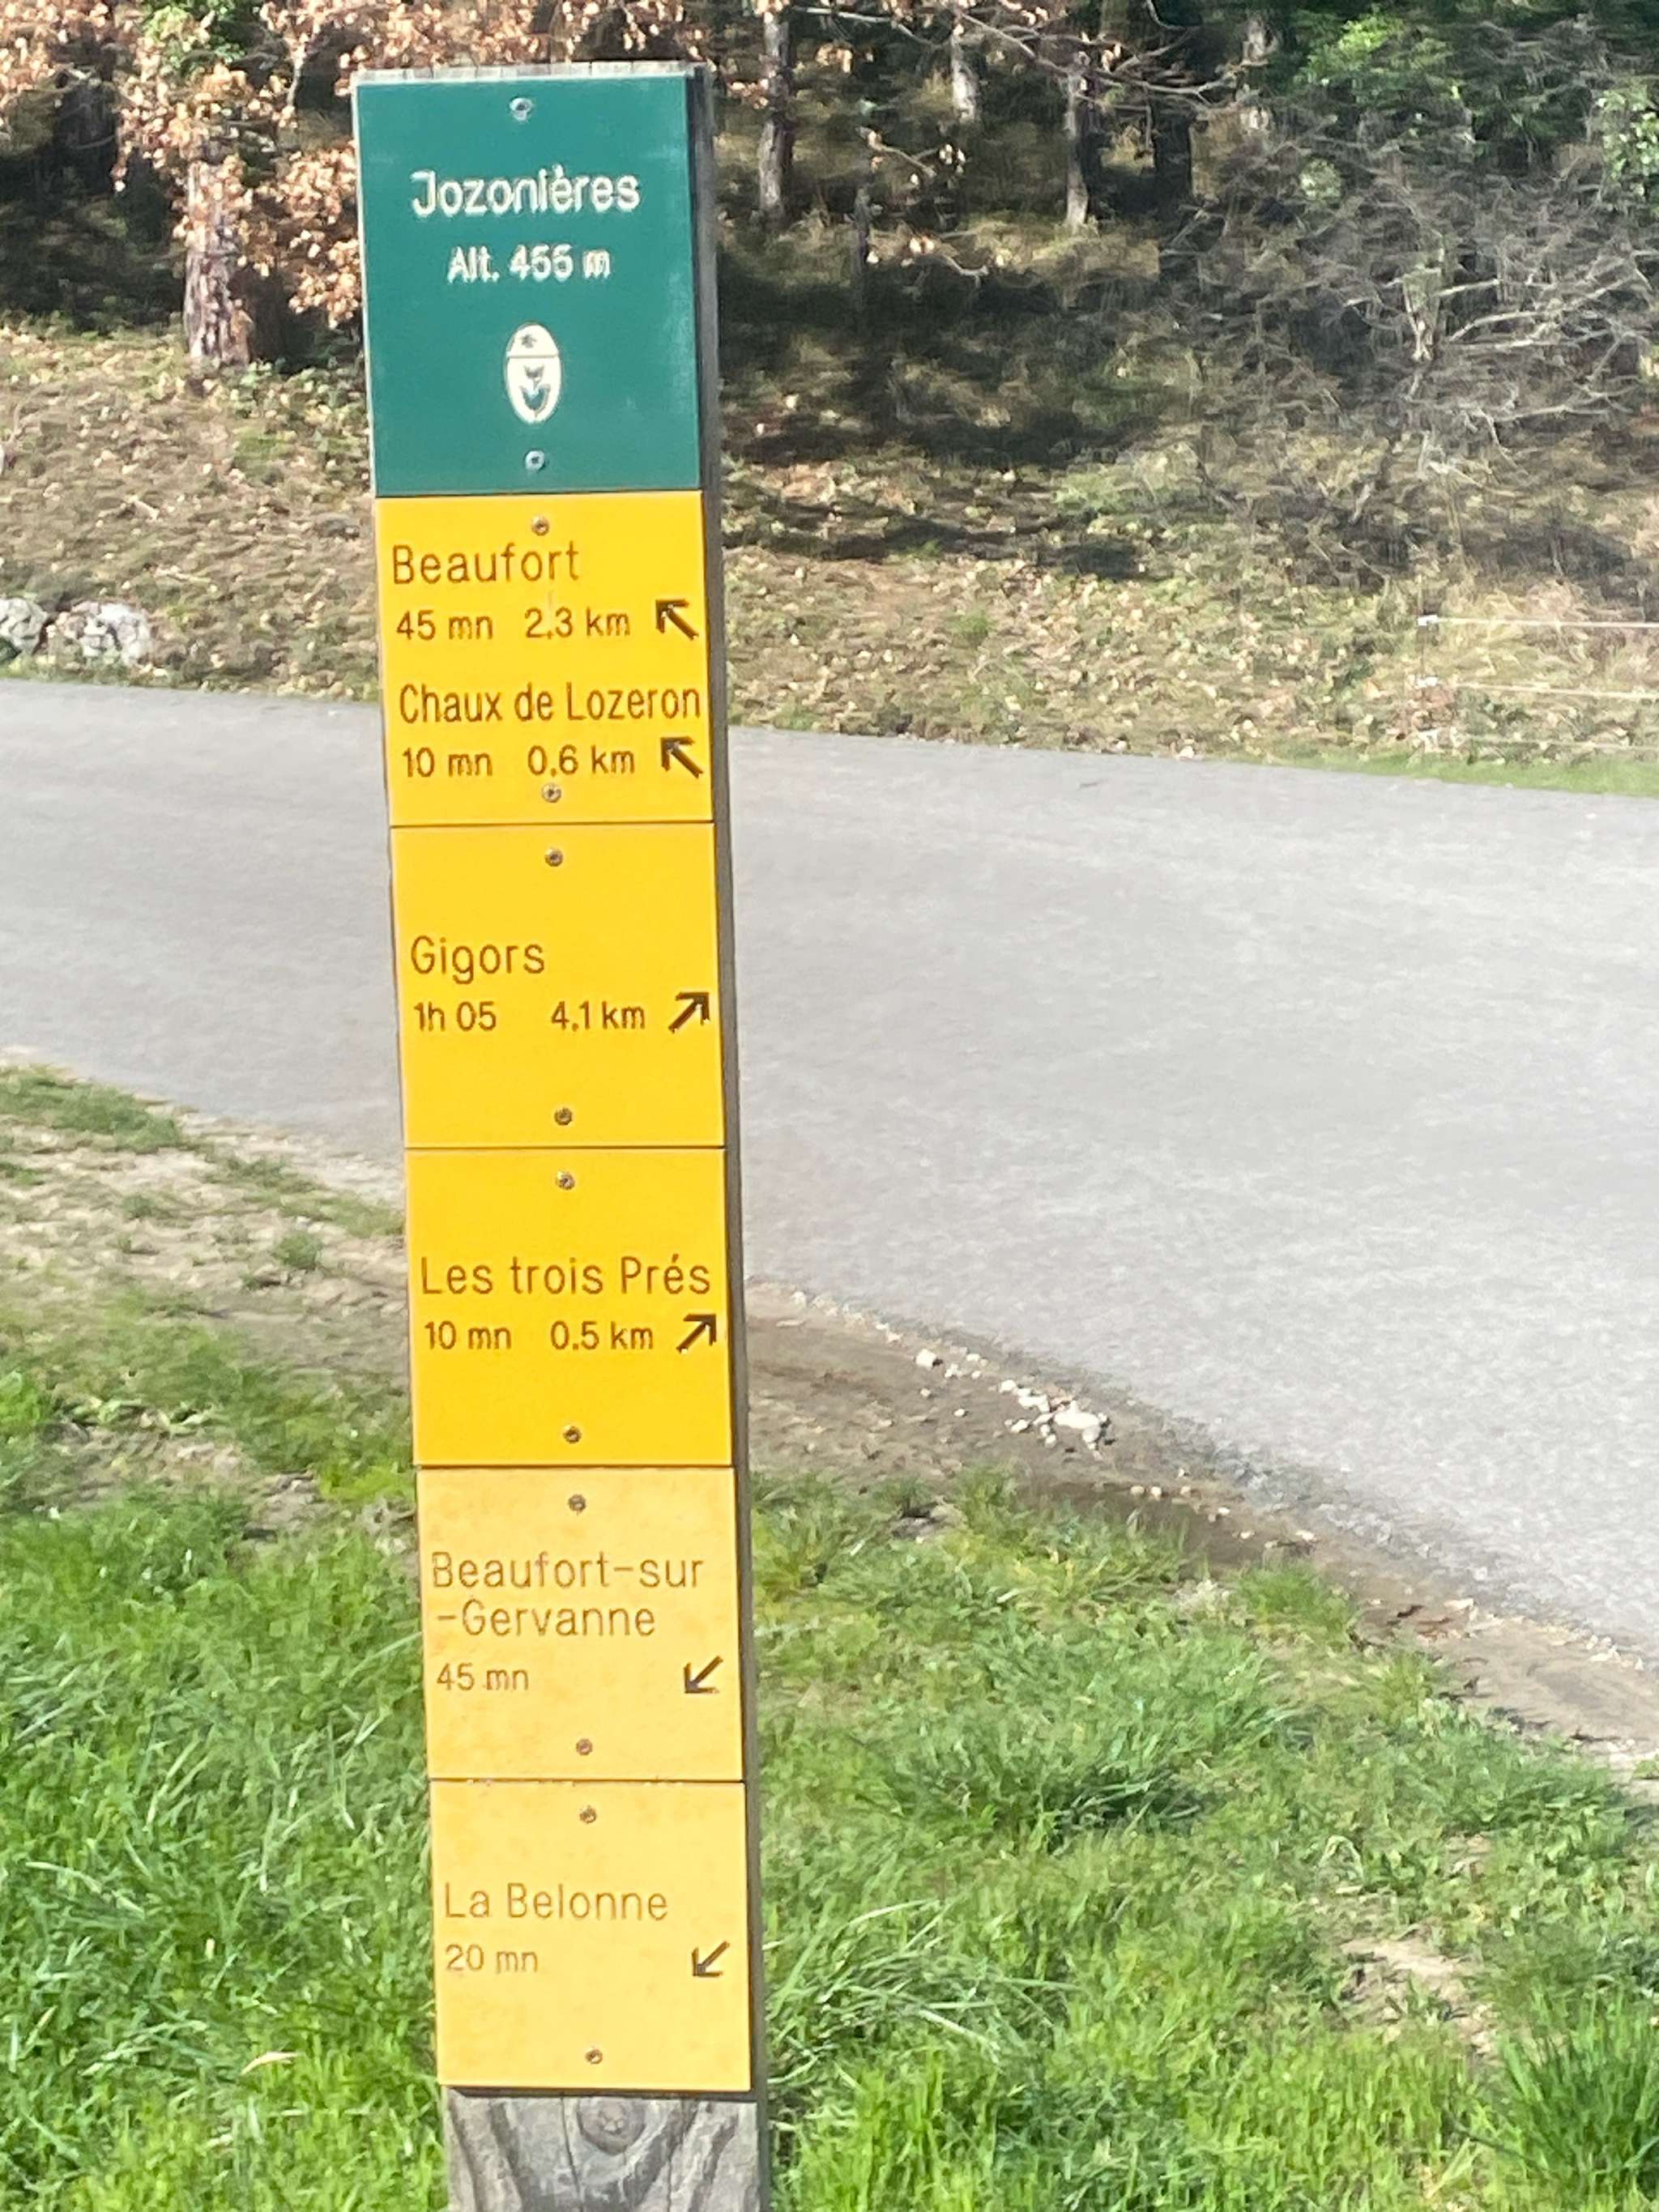 Jozonières
Alt. 455 m
Beaufort
45 mn 2,3 km
Chaux de Lozeron
10 mn 0,6 km
Gigors
1h 05 4,1 km
Les trois Prés
10 mn 0,5 km
Beaufort-sur
-Gervanne
45 mn
La Belonne
20 mn